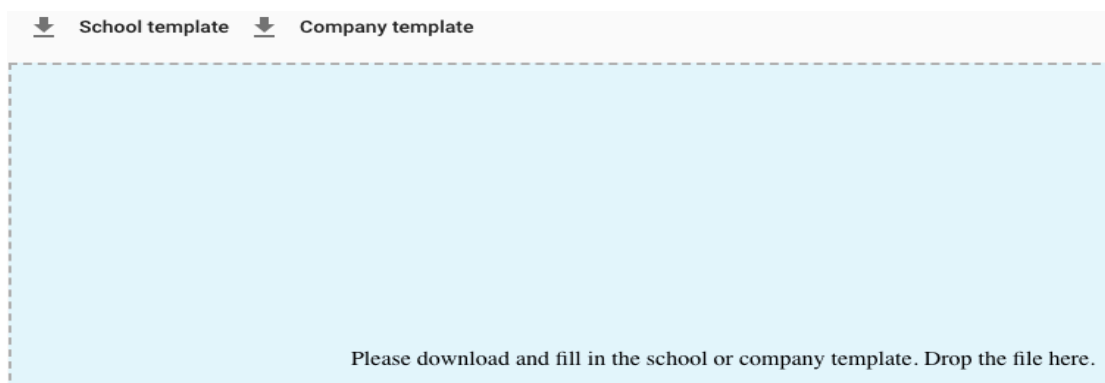 School template Company template
Please download and fill in the school or company template. Drop the file here.